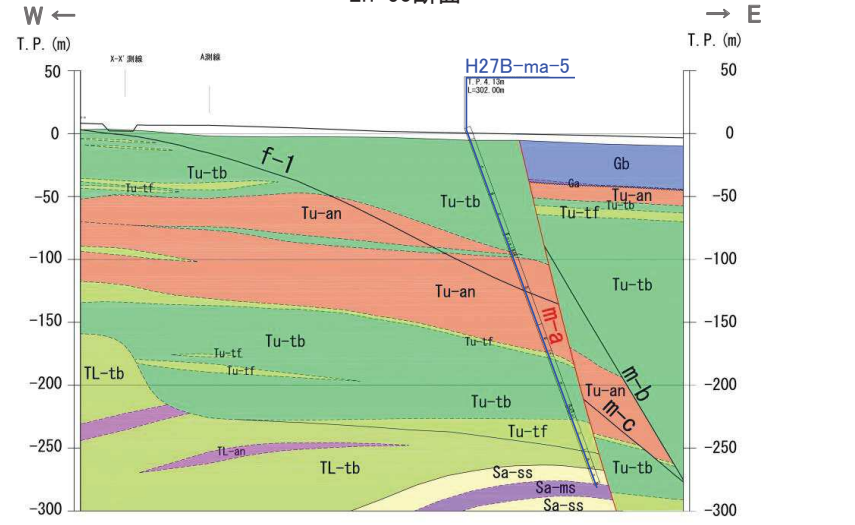 W ← → E
T.P.(m) T.P.(m)
X-X' 測線 A測線
H27B-ma-5
T.P.4.13m
L=302.00m
50 50
0 0
-50 -50
-100 -100
-150 -150
-200 -200
-250 -250
-300 -300
f-1
Gb
Ga
Tu-tb
Tu-an
Tu-tf
Tu-tb
Tu-tb
Tu-tf
Tu-an
Tu-tb
Tu-an
m-a
Tu-tb
Tu-tf
Tu-tf
Tu-tf
TL-tb
m-b
Tu-an
m-c
Tu-tb
Tu-tf
TL-an
TL-tb
Sa-ss
Tu-tb
Sa-ms
Sa-ss